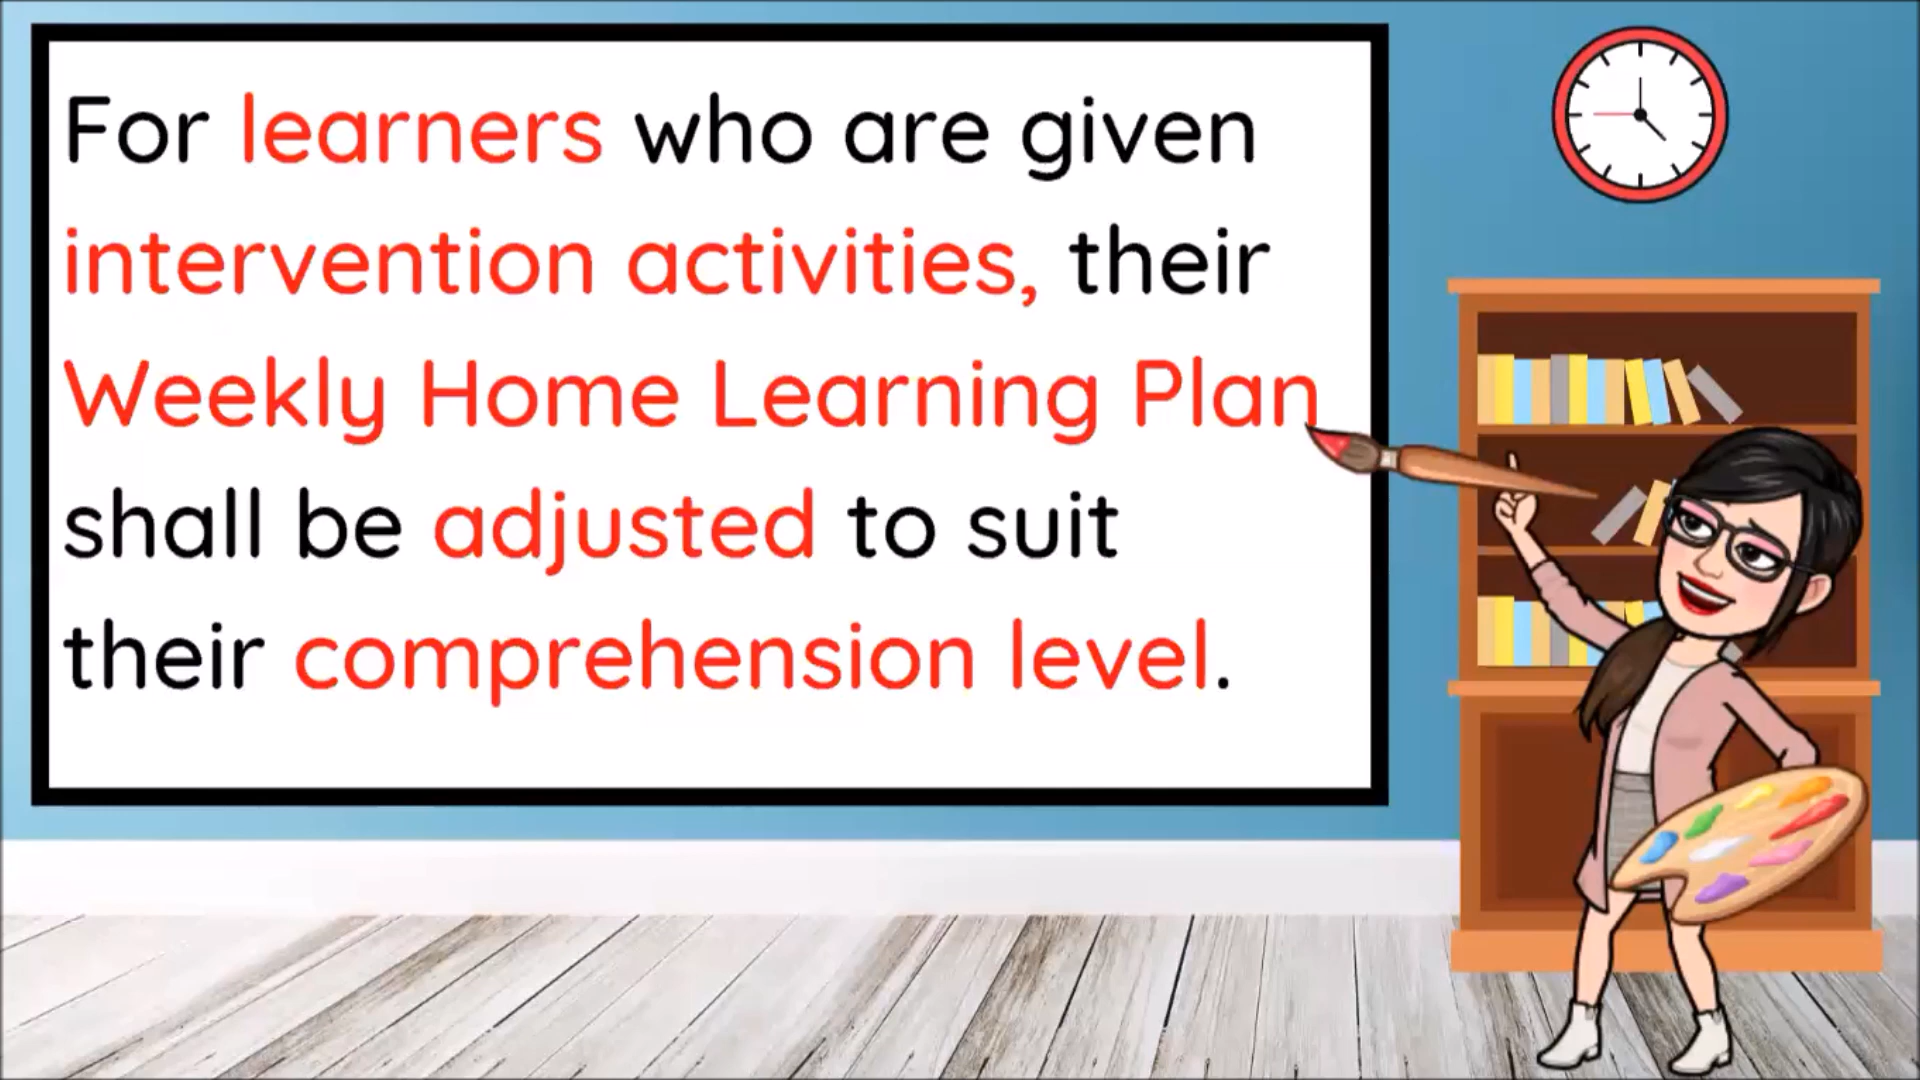 For learners who are given
intervention activities, their
Weekly Home Learning Plan
shall be adjusted to suit
their comprehension level.